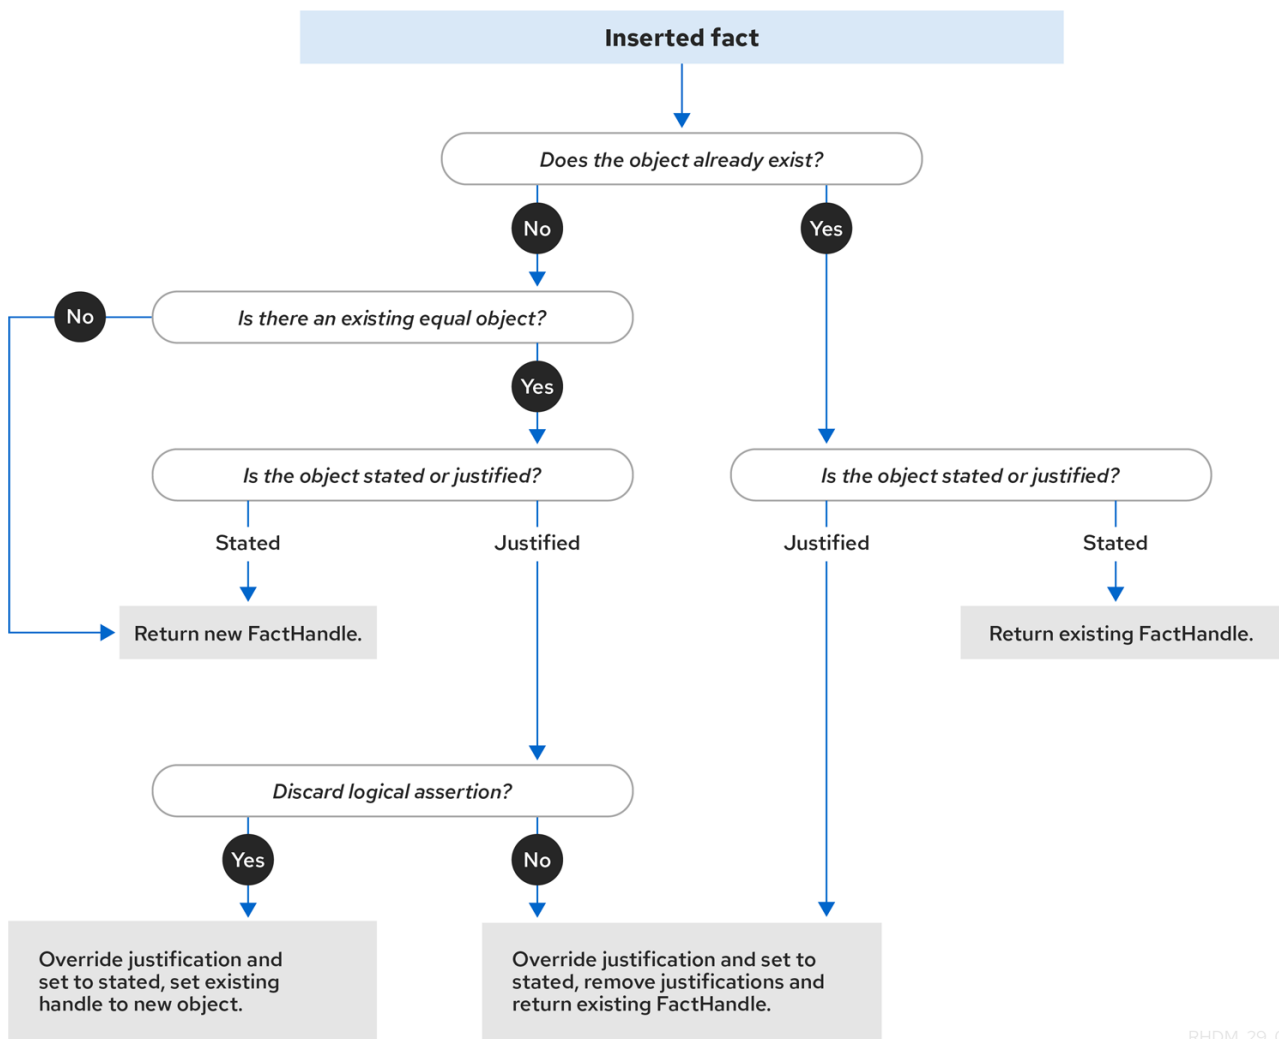 Inserted fact
Does the object already exist?
No
Yes
No
Is there an existing equal object?
Yes
Is the object stated or justified?
Is the object stated or justified?
Stated
Justified
Justified
Stated
Return new FactHandle.
Return existing FactHandle.
Discard logical assertion?
Yes
No
Override justification and
set to stated, set existing
handle to new object.
Override justification and set to
stated, remove justifications and
return existing FactHandle.
RHDM_29_